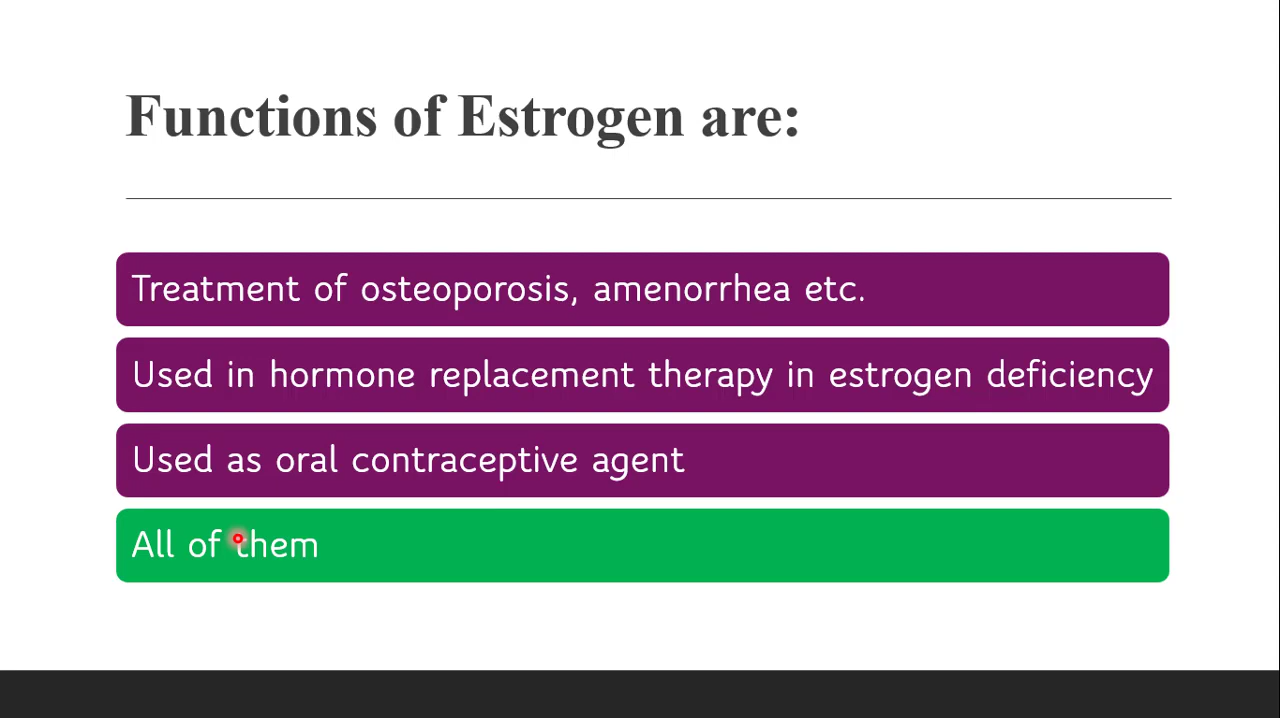 Functions of Estrogen are:
Treatment of osteoporosis, amenorrhea etc.
Used in hormone replacement therapy in estrogen deficiency
Used as oral contraceptive agent
All of them